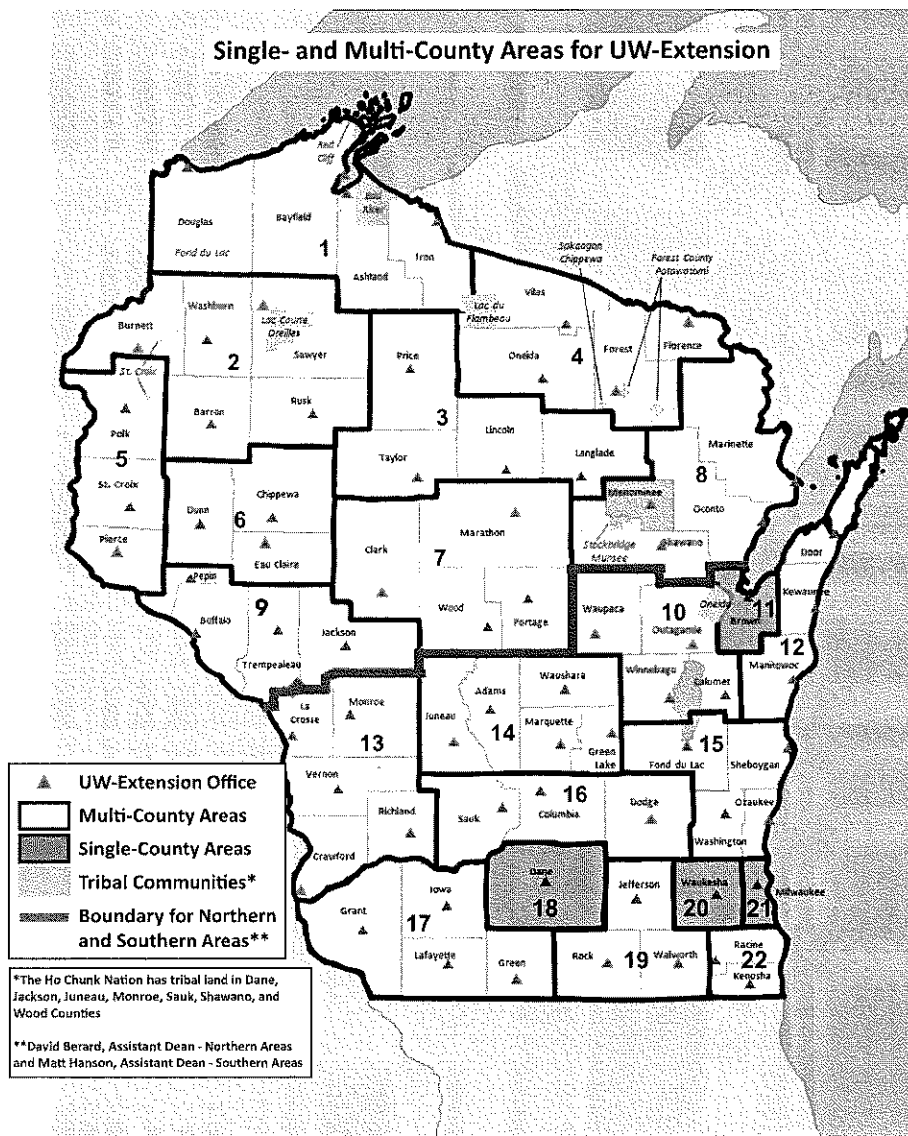 Single- and Multi-County Areas for UW-Extension
Red
Cliff
Bad
River
Douglas
Bayfield
Fond du Lac
1
Iron
Ashland
Sokaogon
Chippewa
Forest County
Potawatomi
Vilas
Lac du
Flambeau
Washburn
Burnett
Lac Courte
Oreilles
St. Croix
2
Sawyer
Price
Oneida
4
Forest
Florence
Barron
Rusk
3
Polk
5
Lincoln
Taylor
Langlade
Marinette
8
St. Croix
Chippewa
Dunn
6
Menominee
Oconto
Pierce
Eau Claire
Clark
Marathon
7
Stockbridge
Munsee
Shawano
Door
Pepin
9
Buffalo
Jackson
Trempealeau
Wood
Portage
Waupaca
10
Oneida
Outagamie
Brown
11
Kewaunee
12
Manitowoc
Winnebago
Calumet
La
Crosse
Monroe
13
Vernon
Richland
Crawford
Adams
Waushara
Juneau
14
Marquette
Green
Lake
15
Fond du Lac
Sheboygan
16
Sauk
Columbia
Dodge
Ozaukee
Washington
Dane
18
Jefferson
Waukesha
20
21
Milwaukee
Iowa
Grant
17
Lafayette
Green
Rock
19
Walworth
Racine
22
Kenosha
UW-Extension Office
Multi-County Areas
Single-County Areas
Tribal Communities*
Boundary for Northern
and Southern Areas**
*The Ho Chunk Nation has tribal land in Dane,
Jackson, Juneau, Monroe, Sauk, Shawano, and
Wood Counties
**David Berard, Assistant Dean - Northern Areas
and Matt Hanson, Assistant Dean - Southern Areas